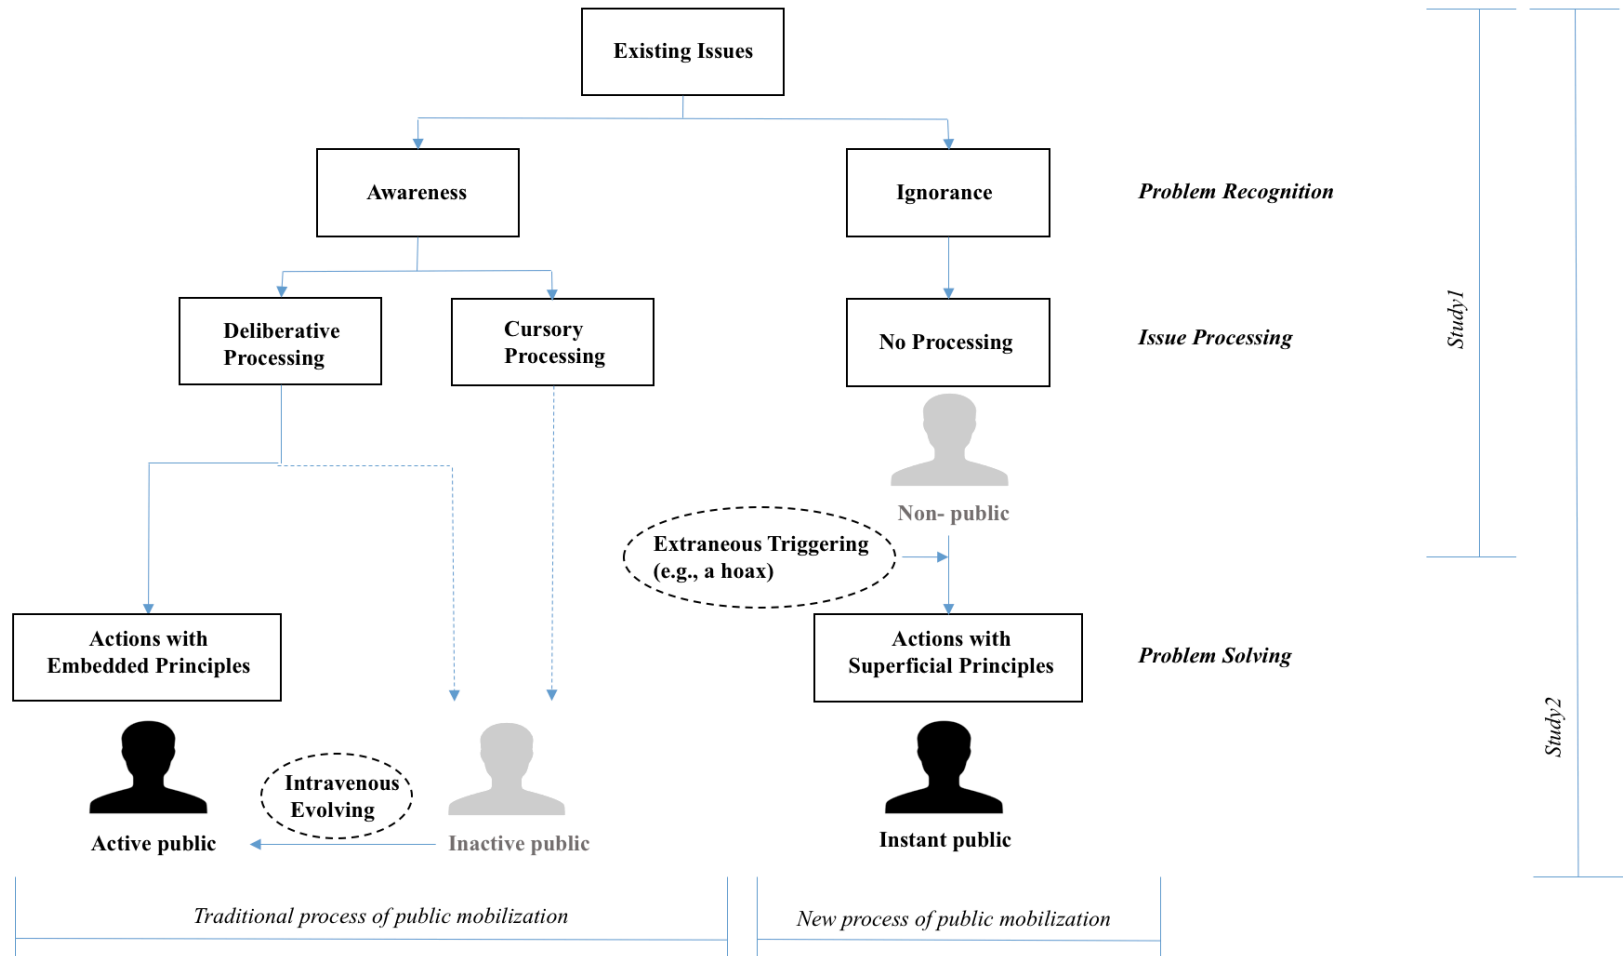 Existing Issues
Awareness
Ignorance
Problem Recognition
Deliberative
Processing
Cursory
Processing
No Processing
Issue Processing
Study1
Non- public
Extraneous Triggering
(e.g., a hoax)
Actions with
Embedded Principles
Actions with
Superficial Principles
Problem Solving
Study2
Intravenous
Evolving
Active public
Inactive public
Instant public
Traditional process of public mobilization
New process of public mobilization